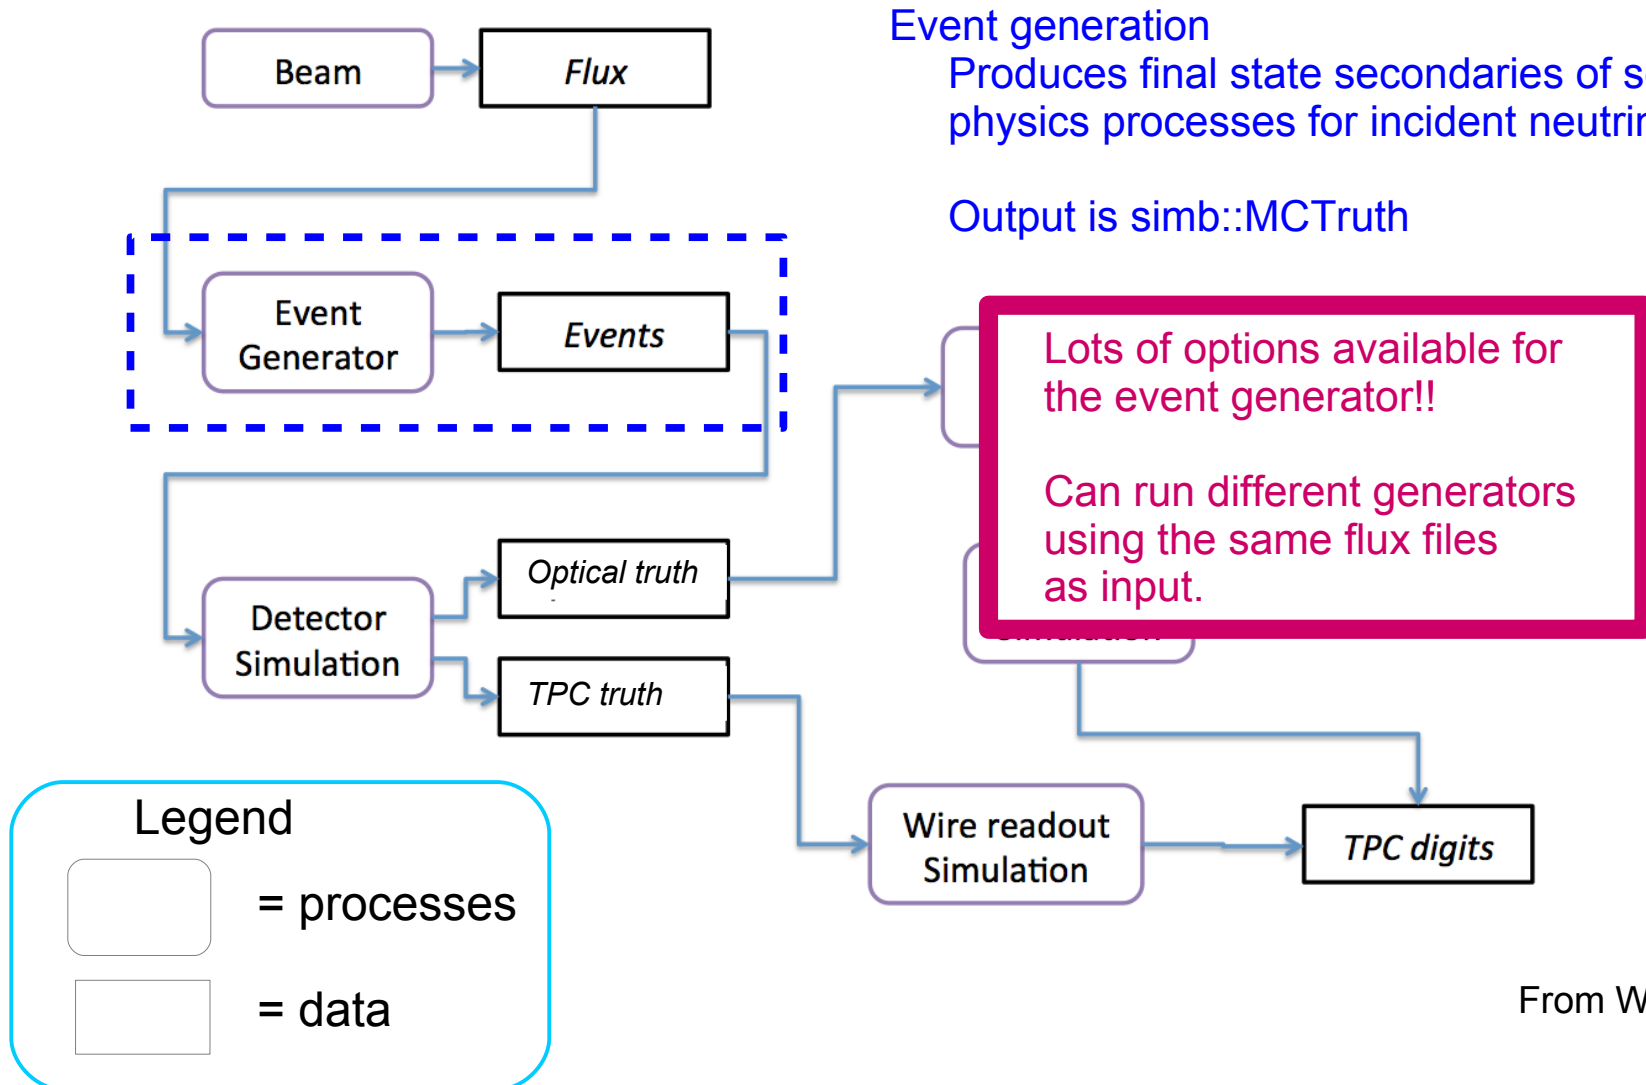 Event generation
Produces final state secondaries of
physics processes for incident
Output is simb::MCTruth
Beam
Flux
Event
Generator
Events
Lots of options available for
the event generator!!
Can run different generators
using the same flux files
as input.
Optical truth
Detector
Simulation
TPC truth
Wire readout
Simulation
TPC digits
Legend
= processes
= data
From